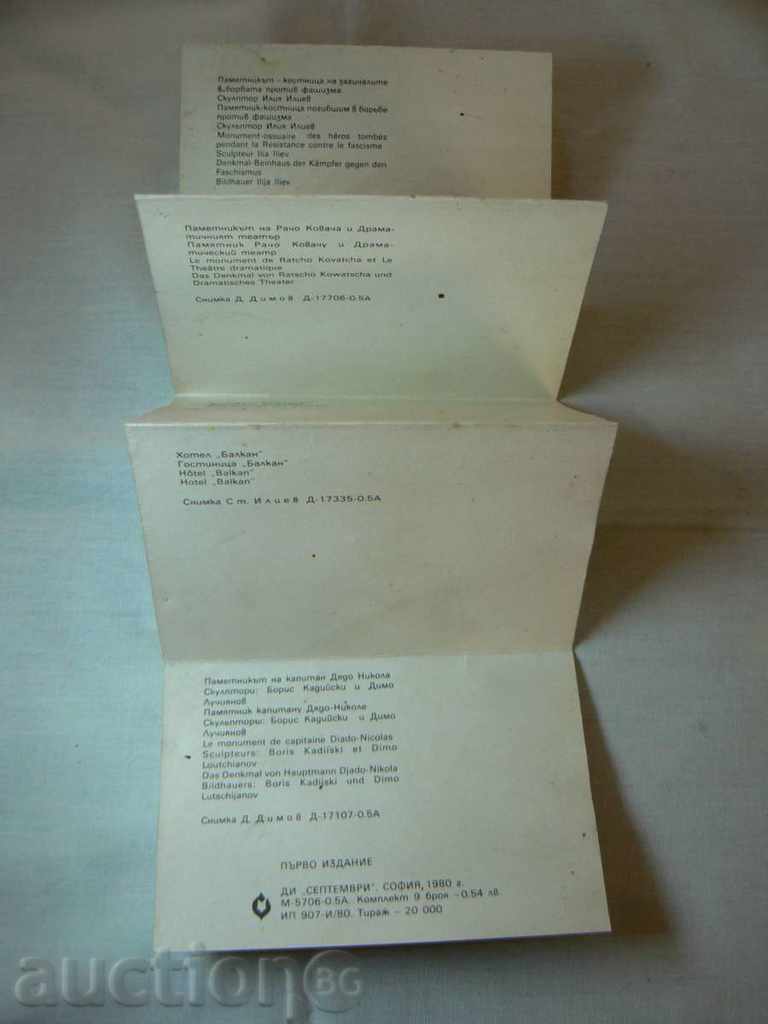 Паметникът - костница на загиналите
в борбата против фашизма
Скулптор Илия Илиев
Памятник-костница погибшим в борьбе
против фашизма
Скульптор Илия Илиев
Monument-ossuaire des héros tombés
pendant la Résistance contre le fascisme
Sculpteur Ilia Iliev
Denkmal-Beinhaus der Kämpfer gegen den
Faschismus
Bildhauer Ilija Iliev
Паметникът на Рачо Ковача и Драма-
тичният театър
Памятник Рачо Ковачу и Драма-
тический театр
Le monument de Ratcho Kovatcha et Le
Théâtre dramatique
Das Denkmal von Ratscho Kowatscha und
Dramatisches Theater
Снимка Д. Димов Д-17706-0.5А
Хотел „Балкан"
Гостиница „Балкан"
Hôtel „Balkan"
Hotel „Balkan"
Снимка Ст. Илиев Д-17335-0.5А
Паметникът на капитан Дядо Никола
Скулптори: Борис Кадийски и Димо
Лучиянов
Памятник капитану Дядо-Николе
Скульпторы: Борис Кадийски и Димо
Лучиянов
Le monument de capitaine Diado-Nicolas
Sculpteurs: Boris Kadijski et Dimo
Loutchianov
Das Denkmal von Hauptmann Djado-Nikola
Bildhauers: Boris Kadijski und Dimo
Lutschijanov
Снимка Д. Димов Д-17107-0.5А
ПЪРВО ИЗДАНИЕ
ДИ „СЕПТЕМВРИ". СОФИЯ, 1980 г.
М-5706-0.5А. Комплект 9 броя -0.54 лв.
ИП 907-И/80. Тираж - 20 000
auctionBG